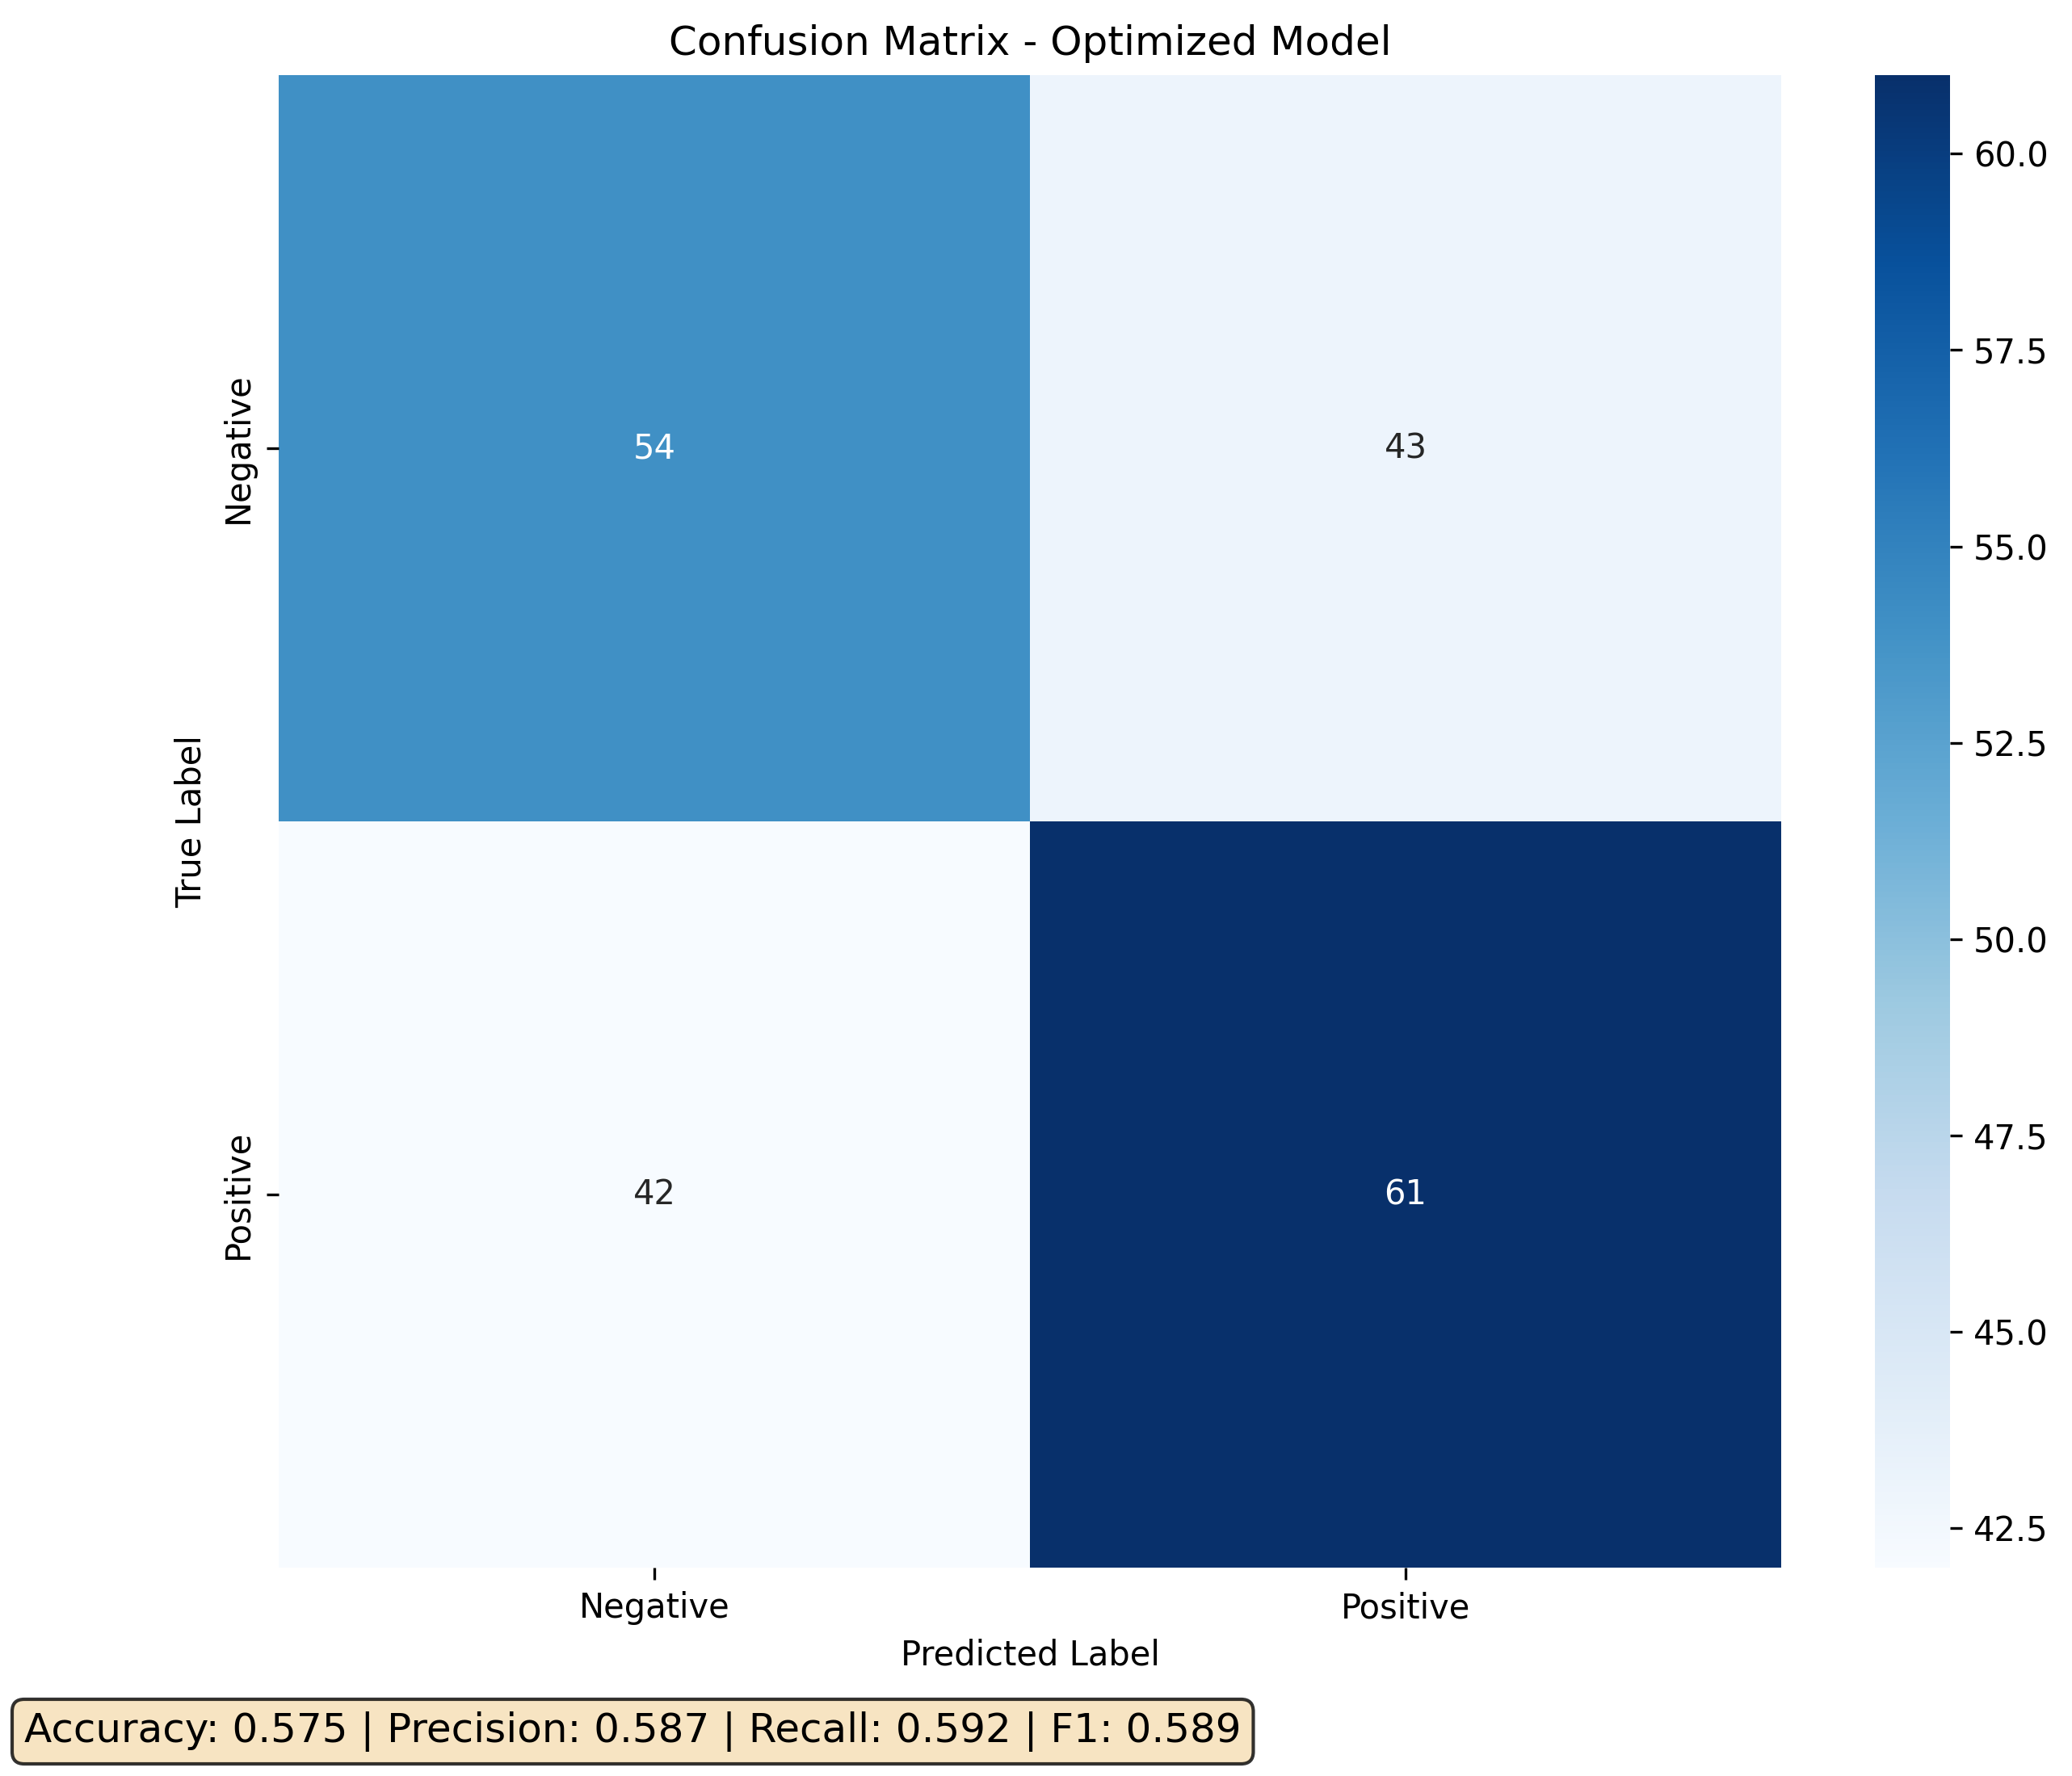 Confusion Matrix - Optimized Model
True Label
Negative
Positive
54
43
42
61
Negative
Positive
Predicted Label
60.0
57.5
55.0
52.5
50.0
47.5
45.0
42.5
Accuracy: 0.575 | Precision: 0.587 | Recall: 0.592 | F1: 0.589